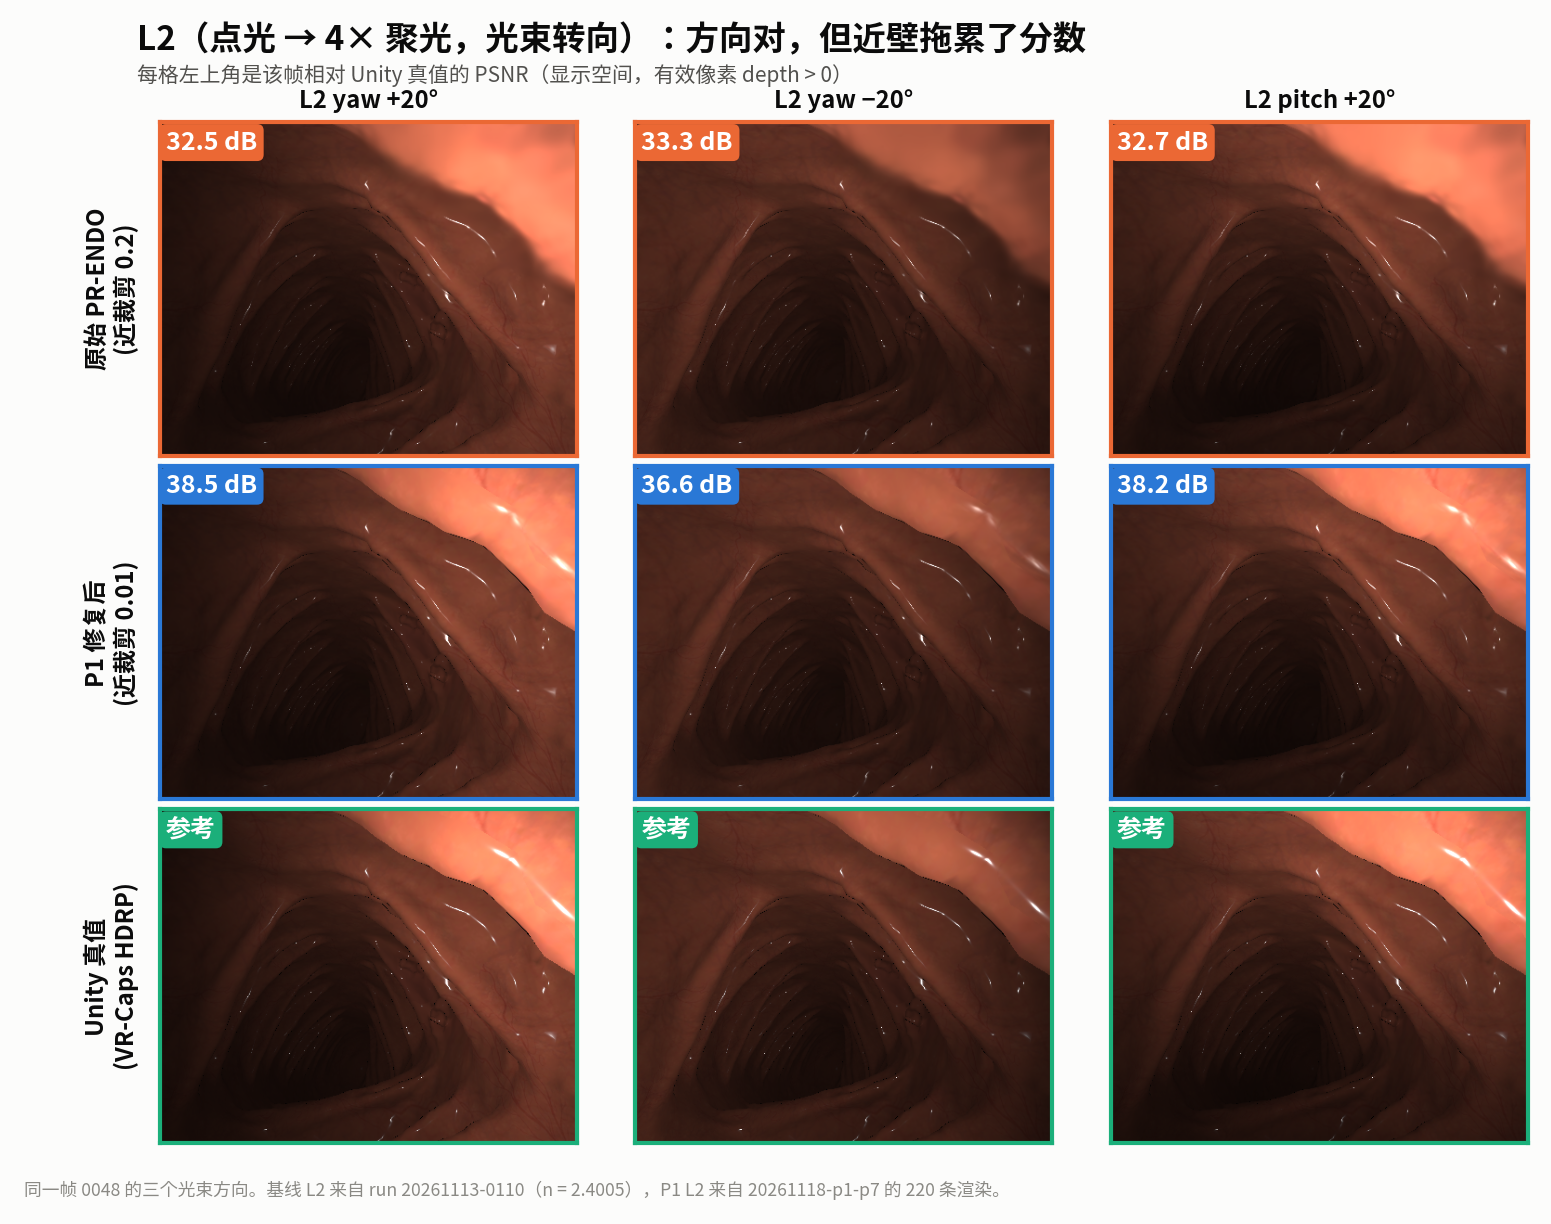 L2（点光 → 4× 聚光，光束转向）：方向对，但近壁拖累了分数
每格左上角是该帧相对 Unity 真值的 PSNR（显示空间，有效像素 depth > 0）
L2 yaw +20°
L2 yaw −20°
L2 pitch +20°
原始 PR-ENDO
(近裁剪 0.2)
32.5 dB
33.3 dB
32.7 dB
P1 修复后
(近裁剪 0.01)
38.5 dB
36.6 dB
38.2 dB
Unity 真值
(VR-Caps HDRP)
参考
参考
参考
同一帧 0048 的三个光束方向。基线 L2 来自 run 20261113-0110（n = 2.4005），P1 L2 来自 20261118-p1-p7 的 220 条渲染。